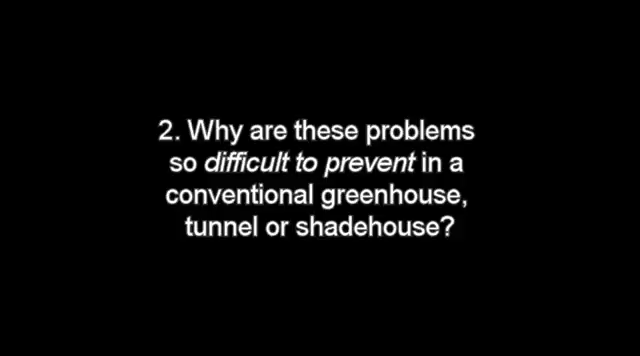 2. Why are these problems
so difficult to prevent in a
conventional greenhouse,
tunnel or shadehouse?